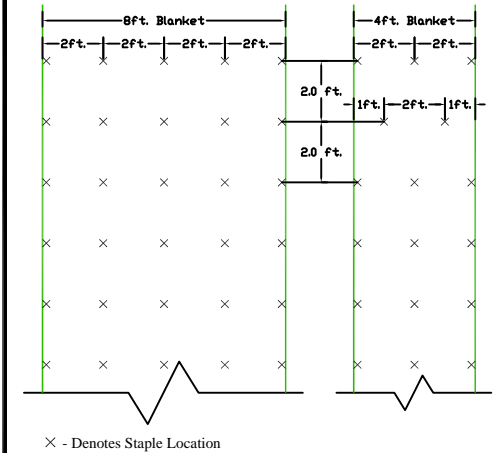 8ft. Blanket
4ft. Blanket
2ft. 2ft. 2ft. 2ft.
2ft. 2ft.
2.0 ft.
1ft. 2ft. 1ft.
2.0 ft.
× - Denotes Staple Location